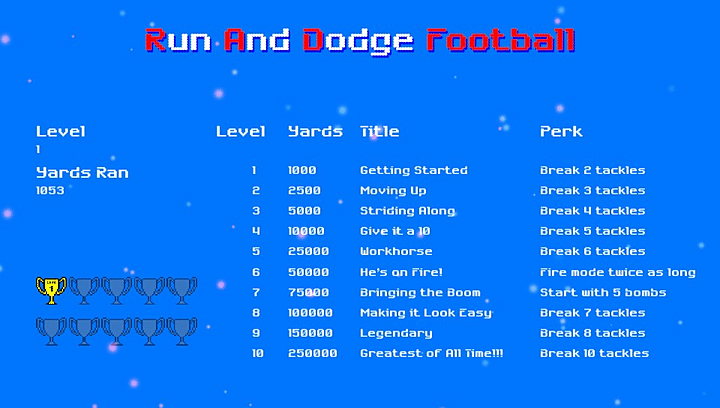 Run And Dodge Football
Level
1
Yards Ran
1053
Level Yards Title Perk
1 1000 Getting Started Break 2 tackles
2 2500 Moving Up Break 3 tackles
3 5000 Striding Along Break 4 tackles
4 10000 Give it a 10 Break 5 tackles
5 25000 Workhorse Break 6 tackles
6 50000 He's on Fire! Fire mode twice as long
7 75000 Bringing the Boom Start with 5 bombs
8 100000 Making it Look Easy Break 7 tackles
9 150000 Legendary Break 8 tackles
10 250000 Greatest of All Time!!! Break 10 tackles
1